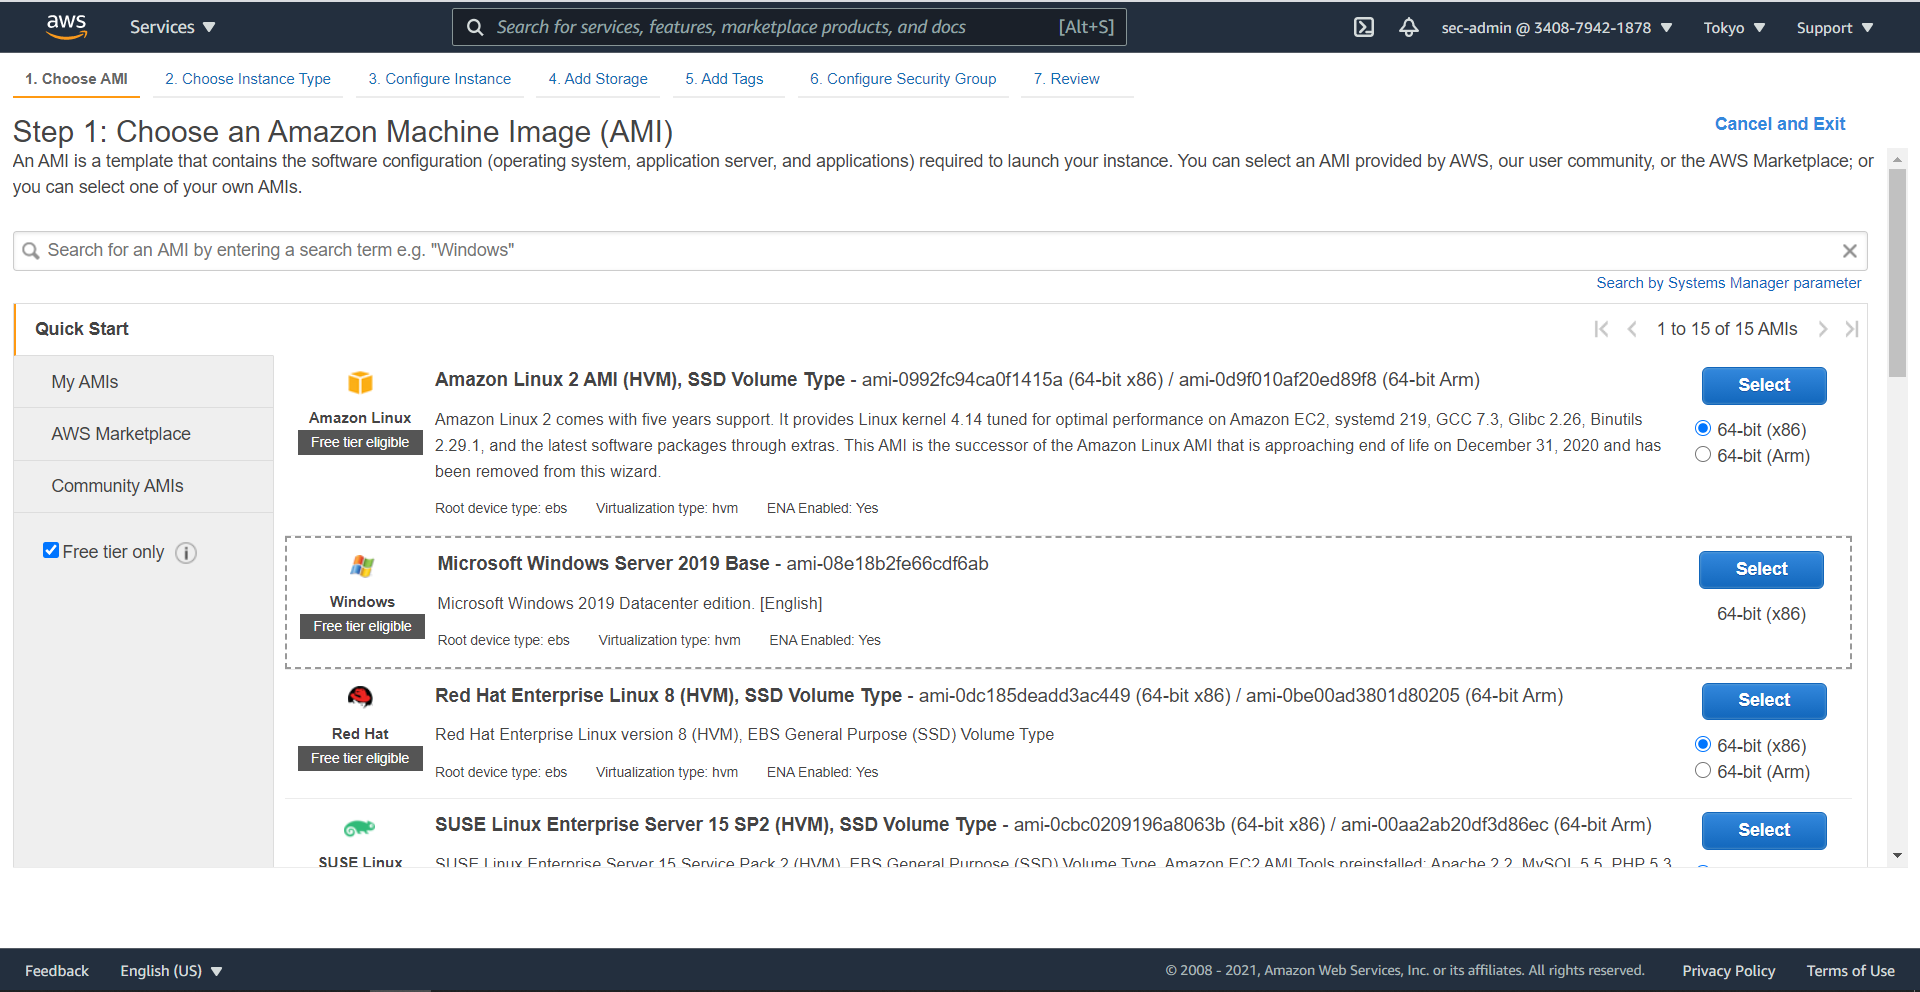 aws Services Search for services, features, marketplace products, and docs [Alt+S] sec-admin @ 3408-7942-1878 Tokyo Support
1. Choose AMI 2. Choose Instance Type 3. Configure Instance 4. Add Storage 5. Add Tags 6. Configure Security Group 7. Review
Step 1: Choose an Amazon Machine Image (AMI)
Cancel and Exit
An AMI is a template that contains the software configuration (operating system, application server, and applications) required to launch your instance. You can select an AMI provided by AWS, our user community, or the AWS Marketplace; or
you can select one of your own AMIs.
Search for an AMI by entering a search term e.g. "Windows"
Search by Systems Manager parameter
Quick Start
1 to 15 of 15 AMIs
My AMIs
AWS Marketplace
Community AMIs
Free tier only
Amazon Linux
Free tier eligible
Amazon Linux 2 AMI (HVM), SSD Volume Type - ami-0992fc94ca0f1415a (64-bit x86) / ami-0d9f010af20ed89f8 (64-bit Arm)
Amazon Linux 2 comes with five years support. It provides Linux kernel 4.14 tuned for optimal performance on Amazon EC2, systemd 219, GCC 7.3, Glibc 2.26, Binutils
2.29.1, and the latest software packages through extras. This AMI is the successor of the Amazon Linux AMI that is approaching end of life on December 31, 2020 and has
been removed from this wizard.
Root device type: ebs Virtualization type: hvm ENA Enabled: Yes
Select
64-bit (x86)
64-bit (Arm)
Windows
Free tier eligible
Microsoft Windows Server 2019 Base - ami-08e18b2fe66cdf6ab
Microsoft Windows 2019 Datacenter edition. [English]
Root device type: ebs Virtualization type: hvm ENA Enabled: Yes
Select
64-bit (x86)
Red Hat
Free tier eligible
Red Hat Enterprise Linux 8 (HVM), SSD Volume Type - ami-0dc185deadd3ac449 (64-bit x86) / ami-0be00ad3801d80205 (64-bit Arm)
Red Hat Enterprise Linux version 8 (HVM), EBS General Purpose (SSD) Volume Type
Root device type: ebs Virtualization type: hvm ENA Enabled: Yes
Select
64-bit (x86)
64-bit (Arm)
SUSE Linux
SUSE Linux Enterprise Server 15 SP2 (HVM), SSD Volume Type - ami-0cbc0209196a8063b (64-bit x86) / ami-00aa2ab20df3d86ec (64-bit Arm)
SUSE Linux Enterprise Server 15 Service Pack 2 (HVM), EBS General Purpose (SSD) Volume Type. Amazon EC2 AMI Tools preinstalled; Apache 2.2, MySQL 5.5, PHP 5.3,
Select
Feedback English (US) © 2008 - 2021, Amazon Web Services, Inc. or its affiliates. All rights reserved. Privacy Policy Terms of Use